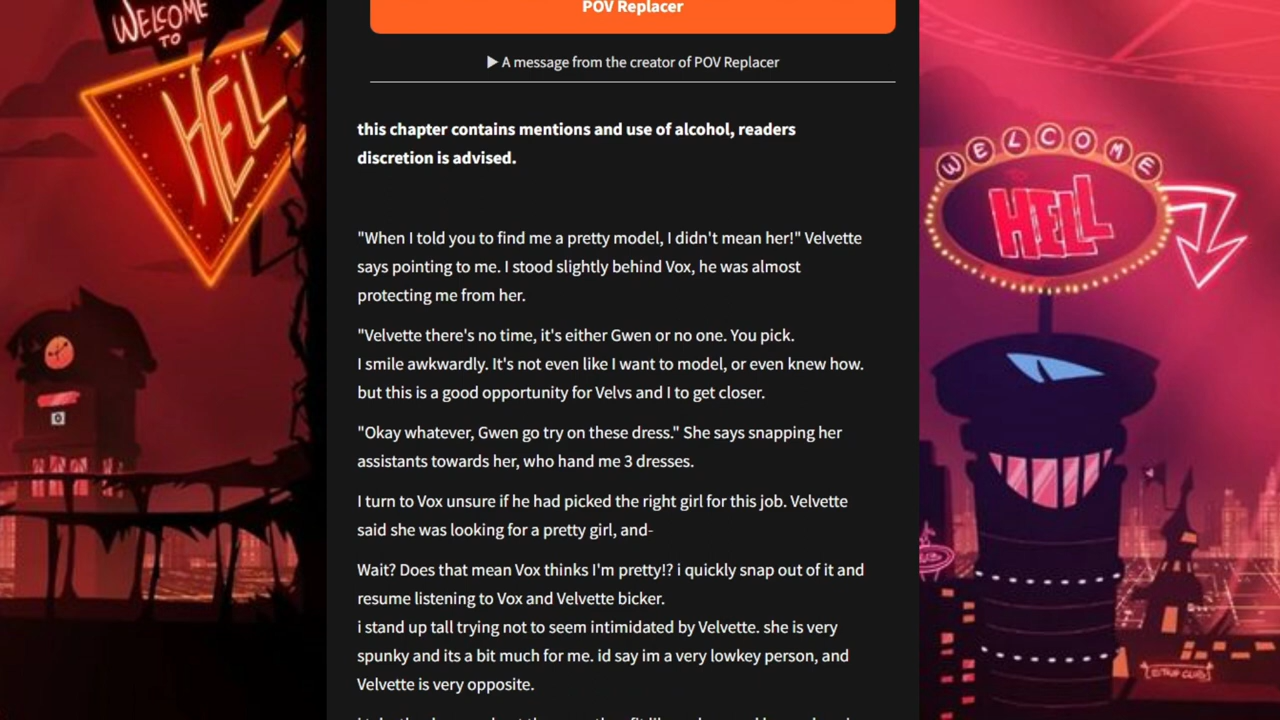 WELCOME
TO
HELL
POV Replacer
▶ A message from the creator of POV Replacer
this chapter contains mentions and use of alcohol, readers
discretion is advised.
"When I told you to find me a pretty model, I didn't mean her!" Velvette
says pointing to me. I stood slightly behind Vox, he was almost
protecting me from her.
"Velvette there's no time, it's either Gwen or no one. You pick.
I smile awkwardly. It's not even like I want to model, or even knew how.
but this is a good opportunity for Velvs and I to get closer.
"Okay whatever, Gwen go try on these dress." She says snapping her
assistants towards her, who hand me 3 dresses.
I turn to Vox unsure if he had picked the right girl for this job. Velvette
said she was looking for a pretty girl, and-
Wait? Does that mean Vox thinks I'm pretty!? i quickly snap out of it and
resume listening to Vox and Velvette bicker.
i stand up tall trying not to seem intimidated by Velvette. she is very
spunky and its a bit much for me. id say im a very lowkey person, and
Velvette is very opposite.
WELCOME
TO
HELL